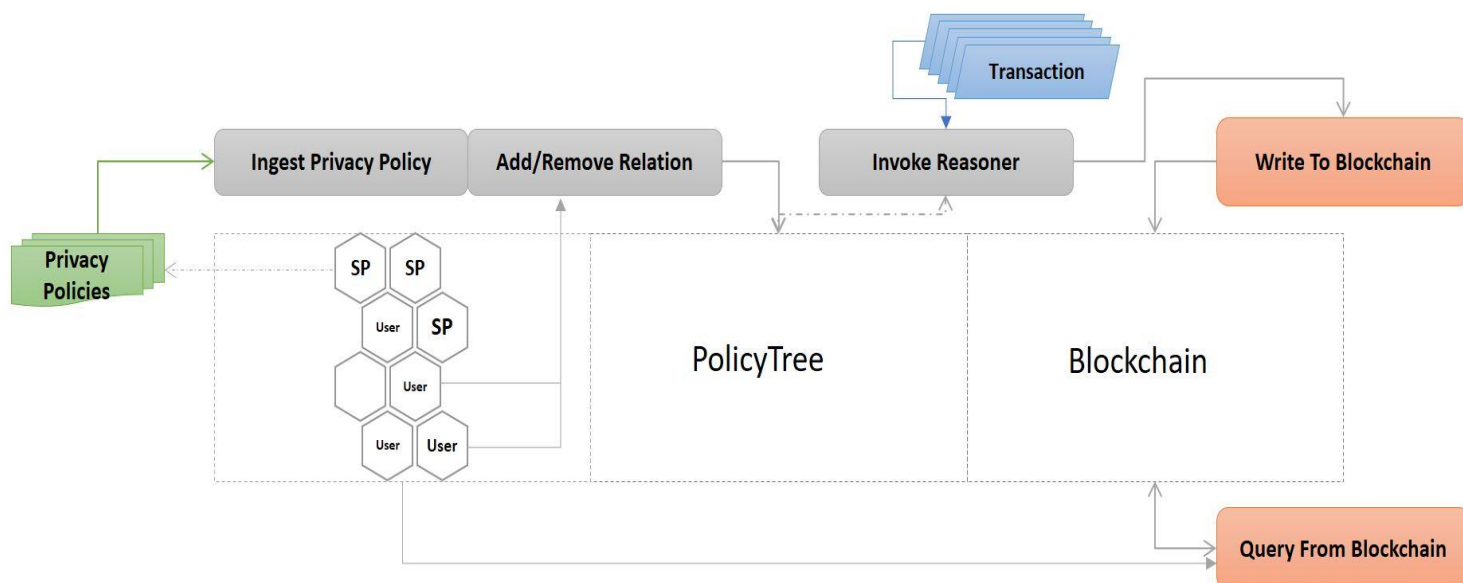 Transaction
Ingest Privacy Policy
Add/Remove Relation
Invoke Reasoner
Write To Blockchain
Privacy
Policies
SP
SP
User
SP
User
User
User
PolicyTree
Blockchain
Query From Blockchain